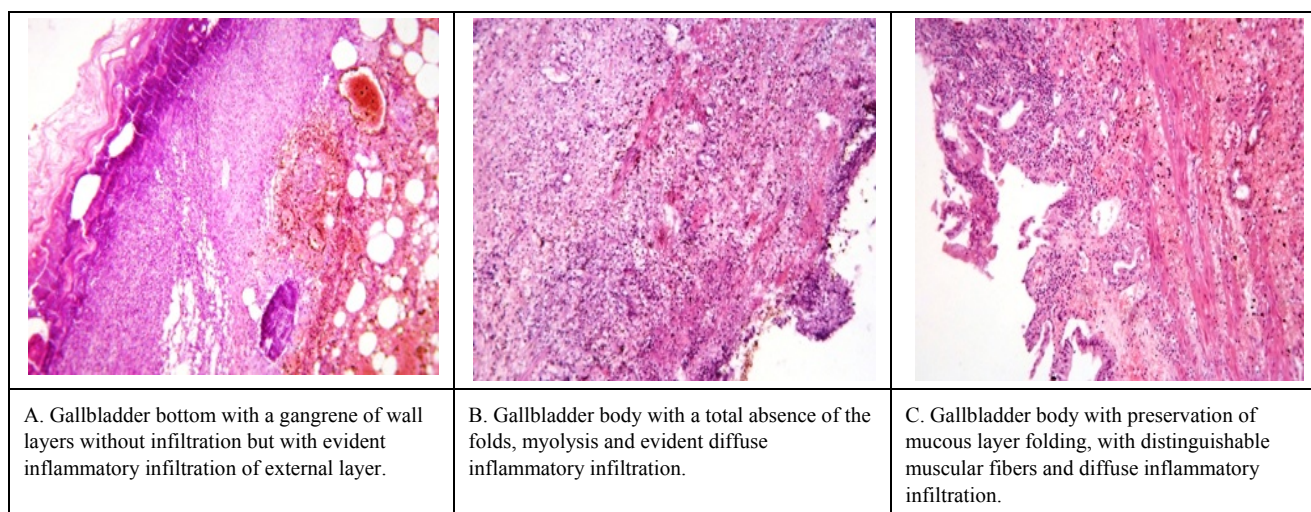 A. Gallbladder bottom with a gangrene of wall
layers without infiltration but with evident
inflammatory infiltration of external layer.
B. Gallbladder body with a total absence of the
folds, myolysis and evident diffuse
inflammatory infiltration.
C. Gallbladder body with preservation of
mucous layer folding, with distinguishable
muscular fibers and diffuse inflammatory
infiltration.